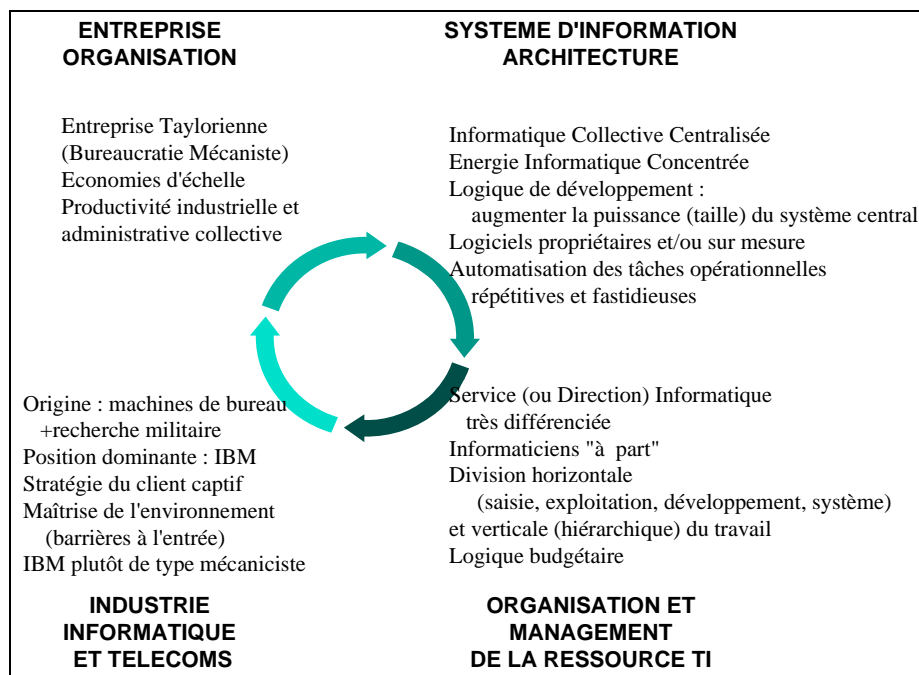 ENTREPRISE
ORGANISATION
Entreprise Taylorienne
(Bureaucratie Mécaniste)
Economies d'échelle
Productivité industrielle et
administrative collective
SYSTEME D'INFORMATION
ARCHITECTURE
Informatique Collective Centralisée
Energie Informatique Concentrée
Logique de développement :
augmenter la puissance (taille) du système central
Logiciels propriétaires et/ou sur mesure
Automatisation des tâches opérationnelles
répétitives et fastidieuses
Origine : machines de bureau
+recherche militaire
Position dominante : IBM
Stratégie du client captif
Maîtrise de l'environnement
(barrières à l'entrée)
IBM plutôt de type mécaniciste
INDUSTRIE
INFORMATIQUE
ET TELECOMS
Service (ou Direction) Informatique
très différenciée
Informaticiens "à part"
Division horizontale
(saisie, exploitation, développement, système)
et verticale (hiérarchique) du travail
Logique budgétaire
ORGANISATION ET
MANAGEMENT
DE LA RESSOURCE TI